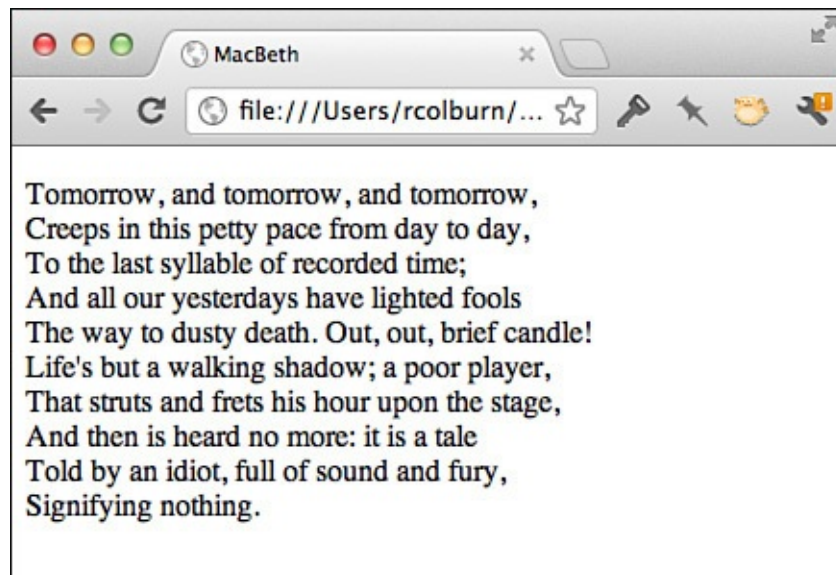 MacBeth
file:///Users/rcolburn/...
Tomorrow, and tomorrow, and tomorrow,
Creeps in this petty pace from day to day,
To the last syllable of recorded time;
And all our yesterdays have lighted fools
The way to dusty death. Out, out, brief candle!
Life's but a walking shadow; a poor player,
That struts and frets his hour upon the stage,
And then is heard no more: it is a tale
Told by an idiot, full of sound and fury,
Signifying nothing.